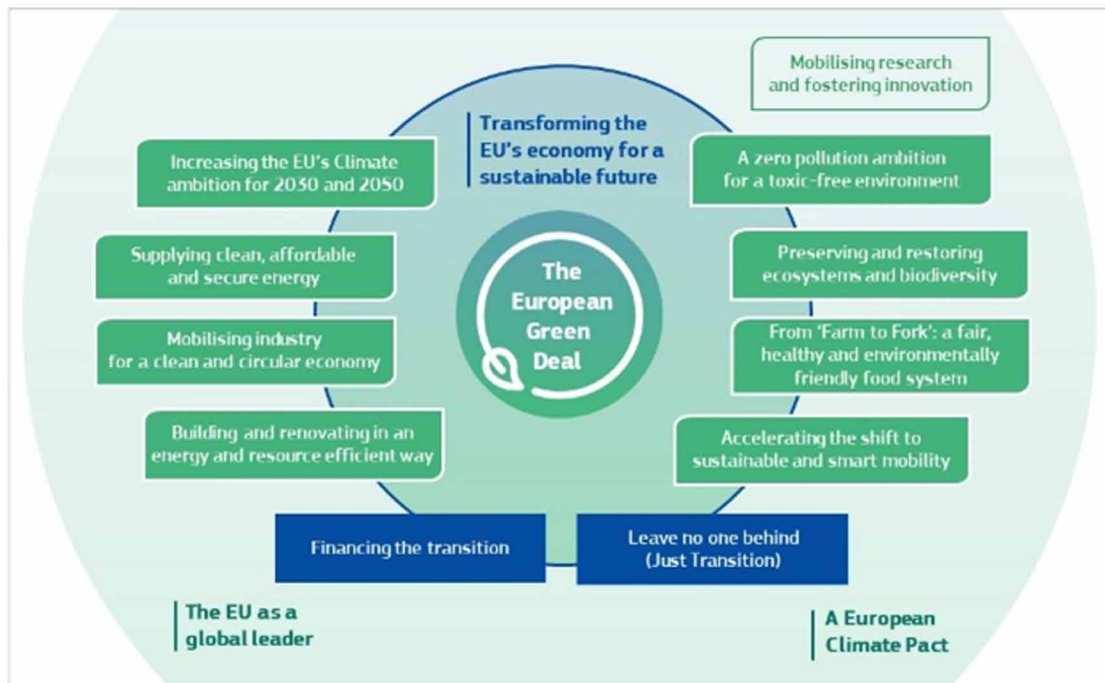 Mobilising research
and fostering innovation
Transforming the
EU's economy for a
sustainable future
Increasing the EU's Climate
ambition for 2030 and 2050
A zero pollution ambition
for a toxic-free environment
Supplying clean, affordable
and secure energy
The
European
Green
Deal
Preserving and restoring
ecosystems and biodiversity
Mobilising industry
for a clean and circular economy
From 'Farm to Fork': a fair,
healthy and environmentally
friendly food system
Building and renovating in an
energy and resource efficient way
Accelerating the shift to
sustainable and smart mobility
Financing the transition
Leave no one behind
(Just Transition)
The EU as a
global leader
A European
Climate Pact